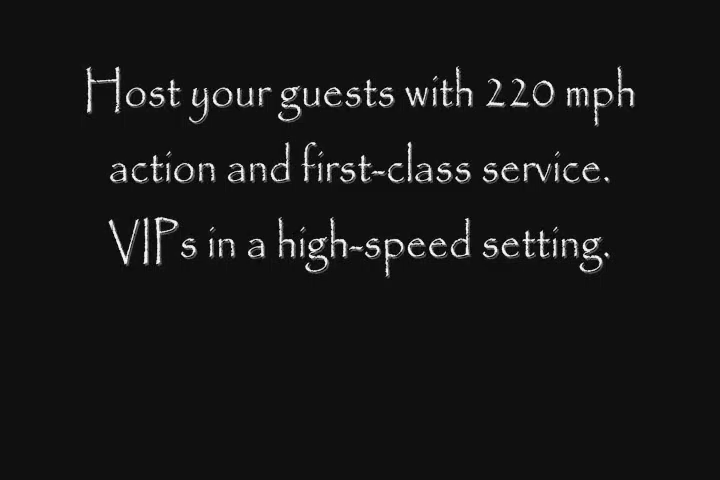 Host your guests with 220 mph
action and first-class service.
VIPs in a high-speed setting.